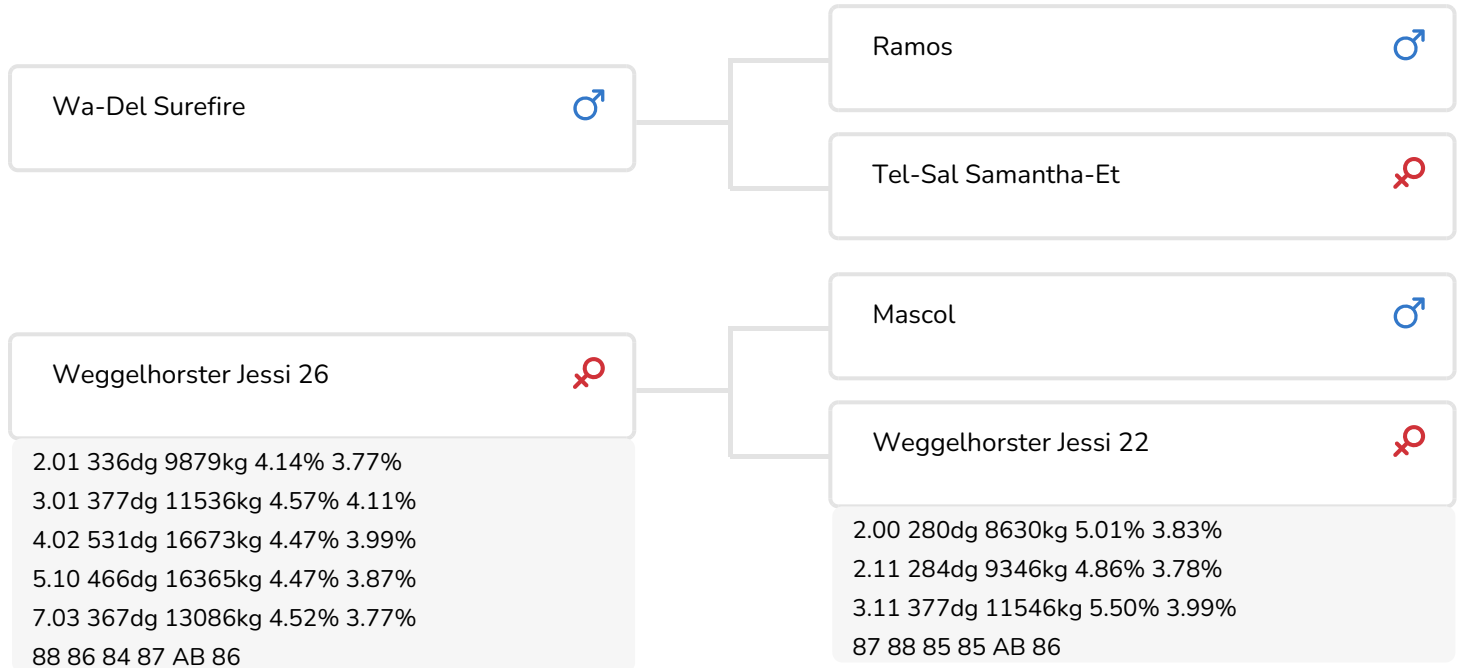 Wa-Del Surefire
Ramos
Tel-Sal Samantha-Et
Weggelhorster Jessi 26
2.01 336dg 9879kg 4.14% 3.77%
3.01 377dg 11536kg 4.57% 4.11%
4.02 531dg 16673kg 4.47% 3.99%
5.10 466dg 16365kg 4.47% 3.87%
7.03 367dg 13086kg 4.52% 3.77%
88 86 84 87 AB 86
Mascol
Weggelhorster Jessi 22
2.00 280dg 8630kg 5.01% 3.83%
2.11 284dg 9346kg 4.86% 3.78%
3.11 377dg 11546kg 5.50% 3.99%
87 88 85 85 AB 86